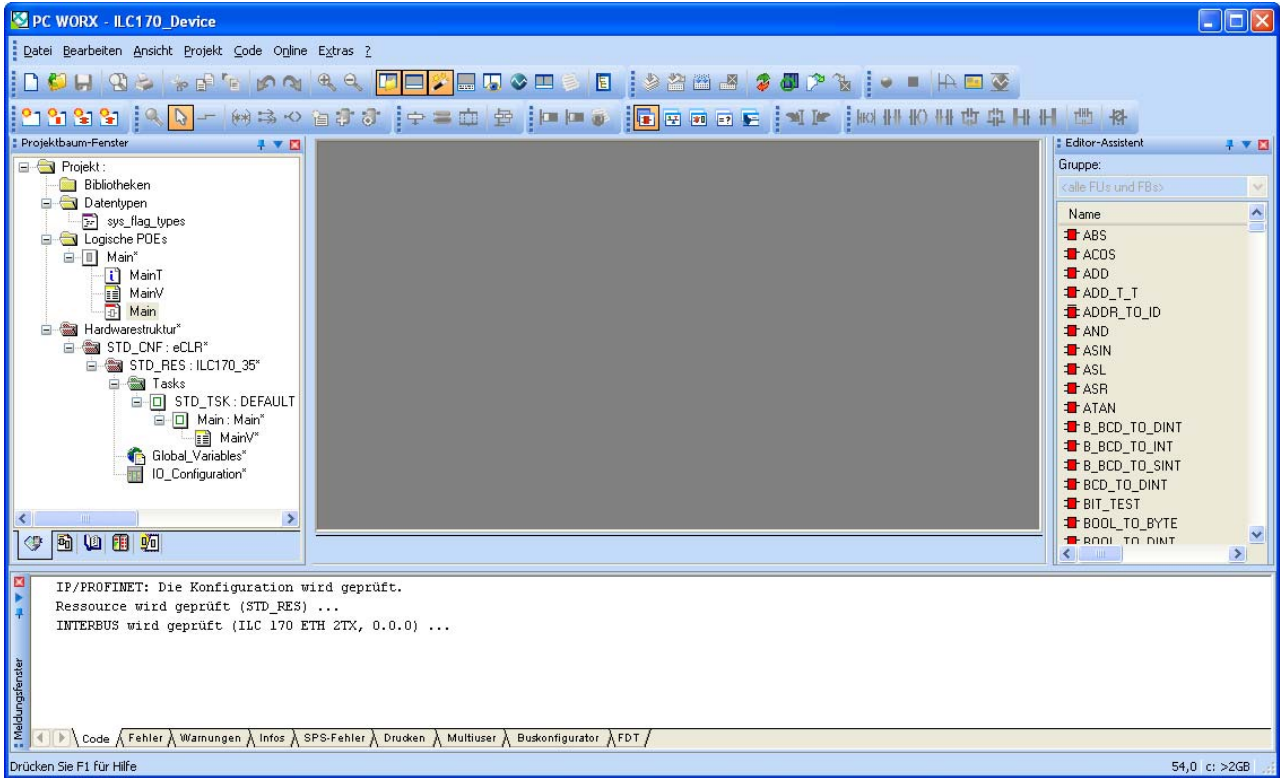 PC WORX - ILC170_Device
Datei Bearbeiten Ansicht Projekt Code Online Extras ?
Projektbaum-Fenster
Projekt :
Bibliotheken
Datentypen
sys_flag_types
Logische POEs
Main*
MainT
MainV
Main
Hardwarestruktur*
STD_CNF : eCLR*
STD_RES : ILC170_35*
Tasks
STD_TSK : DEFAULT
Main : Main*
MainV*
Global_Variables*
IO_Configuration*
Editor-Assistent
Gruppe:
<alle FUs und FBs>
Name
ABS
ACOS
ADD
ADD_T_T
ADDR_TO_ID
AND
ASIN
ASL
ASR
ATAN
B_BCD_TO_DINT
B_BCD_TO_INT
B_BCD_TO_SINT
BCD_TO_DINT
BIT_TEST
BOOL_TO_BYTE
BOOL_TO_DINT
IP/PROFINET: Die Konfiguration wird geprüft.
Ressource wird geprüft (STD_RES) ...
INTERBUS wird geprüft (ILC 170 ETH 2TX, 0.0.0) ...
Meldungsfenster
Code Fehler Warnungen Infos SPS-Fehler Drucken Multiuser Buskonfigurator FDT
Drücken Sie F1 für Hilfe
54,0 c: >2GB